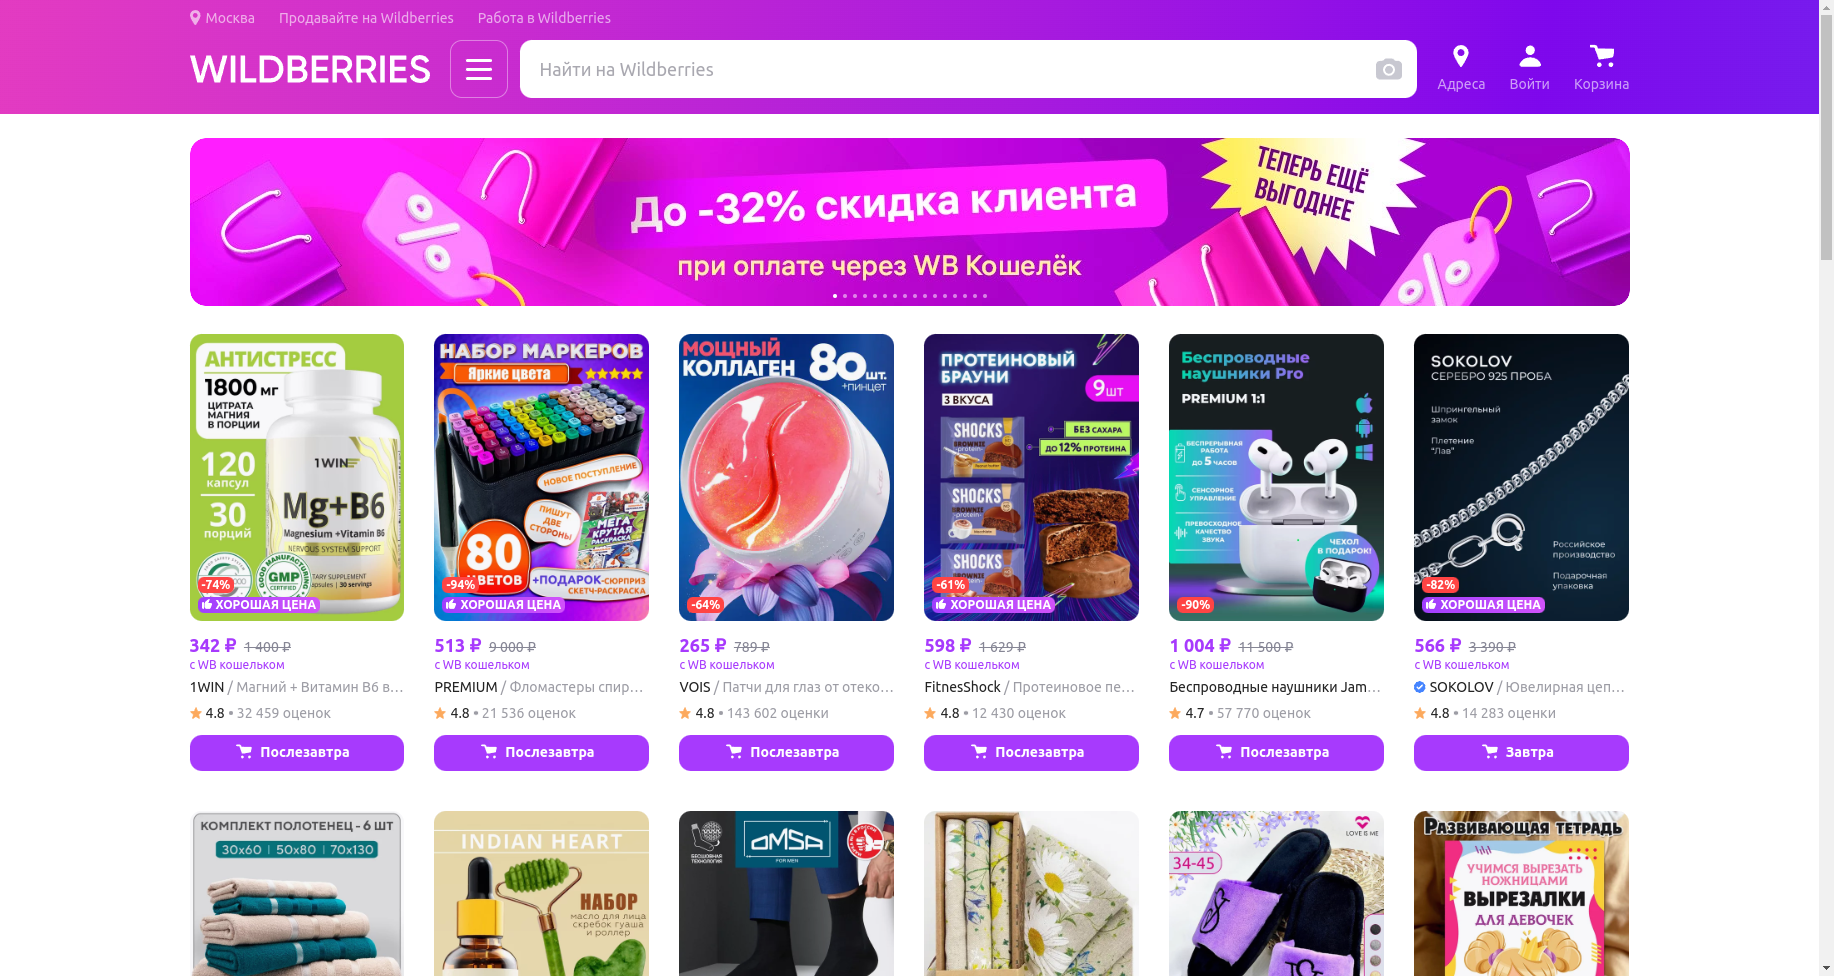 Москва Продавайте на Wildberries Работа в Wildberries
WILDBERRIES
Найти на Wildberries
Адреса Войти Корзина
До -32% скидка клиента
при оплате через WB Кошелёк
ТЕПЕРЬ ЕЩЁ
ВЫГОДНЕЕ
АНТИСТРЕСС
1800 мг
ЦИТРАТА
МАГНИЯ
В ПОРЦИИ
120
капсул
30
порций
1WIN
Mg+B6
Magnesium +Vitamin B6
NERVOUS SYSTEM SUPPORT
GOOD MANUFACTURING
GMP
CERTIFIED
30 servings
-74%
ХОРОШАЯ ЦЕНА
342 ₽ 1 400 ₽
с WB кошельком
1WIN / Магний + Витамин B6 в…
4.8 • 32 459 оценок
Послезавтра
НАБОР МАРКЕРОВ
Яркие цвета
НОВОЕ ПОСТУПЛЕНИЕ
ПИШУТ
ДВЕ
СТОРОНЫ
МЕГА
КРУТАЯ
РАСКРАСКА
80
ЦВЕТОВ
+ПОДАРОК-СЮРПРИЗ
СКЕТЧ-РАСКРАСКА
-94%
ХОРОШАЯ ЦЕНА
513 ₽ 9 000 ₽
с WB кошельком
PREMIUM / Фломастеры спир…
4.8 • 21 536 оценок
Послезавтра
МОЩНЫЙ
КОЛЛАГЕН
80шт.
+пинцет
-64%
265 ₽ 789 ₽
с WB кошельком
VOIS / Патчи для глаз от отеко…
4.8 • 143 602 оценки
Послезавтра
ПРОТЕИНОВЫЙ
БРАУНИ
9шт
3 ВКУСА
БЕЗ САХАРА
ДО 12% ПРОТЕИНА
SHOCKS
BROWNIE
protein
SHOCKS
SHOCKS
-61%
ХОРОШАЯ ЦЕНА
598 ₽ 1 629 ₽
с WB кошельком
FitnesShock / Протеиновое пе…
4.8 • 12 430 оценок
Послезавтра
Беспроводные
наушники Pro
PREMIUM 1:1
БЕСПРЕРЫВНАЯ
РАБОТА
ДО 5 ЧАСОВ
СЕНСОРНОЕ
УПРАВЛЕНИЕ
ПРЕВОСХОДНОЕ
КАЧЕСТВО
ЗВУКА
ЧЕХОЛ
В ПОДАРОК!
-90%
1 004 ₽ 11 500 ₽
с WB кошельком
Беспроводные наушники Jam…
4.7 • 57 770 оценок
Послезавтра
SOKOLOV
СЕРЕБРО 925 ПРОБА
Шпрингельный
замок
Плетение
"Лав"
Российское
производство
Подарочная
упаковка
-82%
ХОРОШАЯ ЦЕНА
566 ₽ 3 390 ₽
с WB кошельком
SOKOLOV / Ювелирная цеп…
4.8 • 14 283 оценки
Завтра
КОМПЛЕКТ ПОЛОТЕНЕЦ - 6 ШТ
30x60 | 50x80 | 70x130
INDIAN HEART
НАБОР
масло для лица
скребок гуаша
и роллер
БЕСШОВНАЯ
ТЕХНОЛОГИЯ
OMSA
FOR MEN
LOVE IS ME
34-45
Развивающая тетрадь
УЧИМСЯ ВЫРЕЗАТЬ
НОЖНИЦАМИ
ВЫРЕЗАЛКИ
ДЛЯ ДЕВОЧЕК